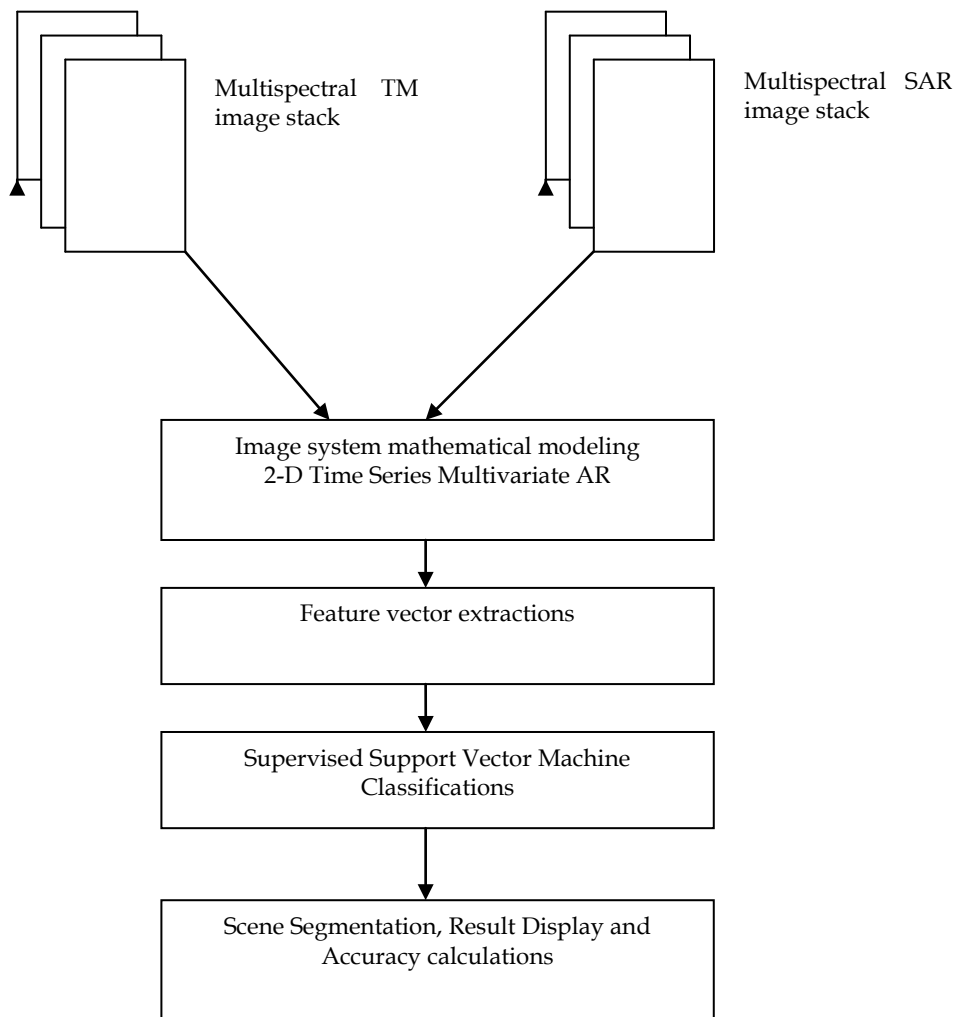 Multispectral TM
image stack
Multispectral SAR
image stack
Image system mathematical modeling
2-D Time Series Multivariate AR
Feature vector extractions
Supervised Support Vector Machine
Classifications
Scene Segmentation, Result Display and
Accuracy calculations